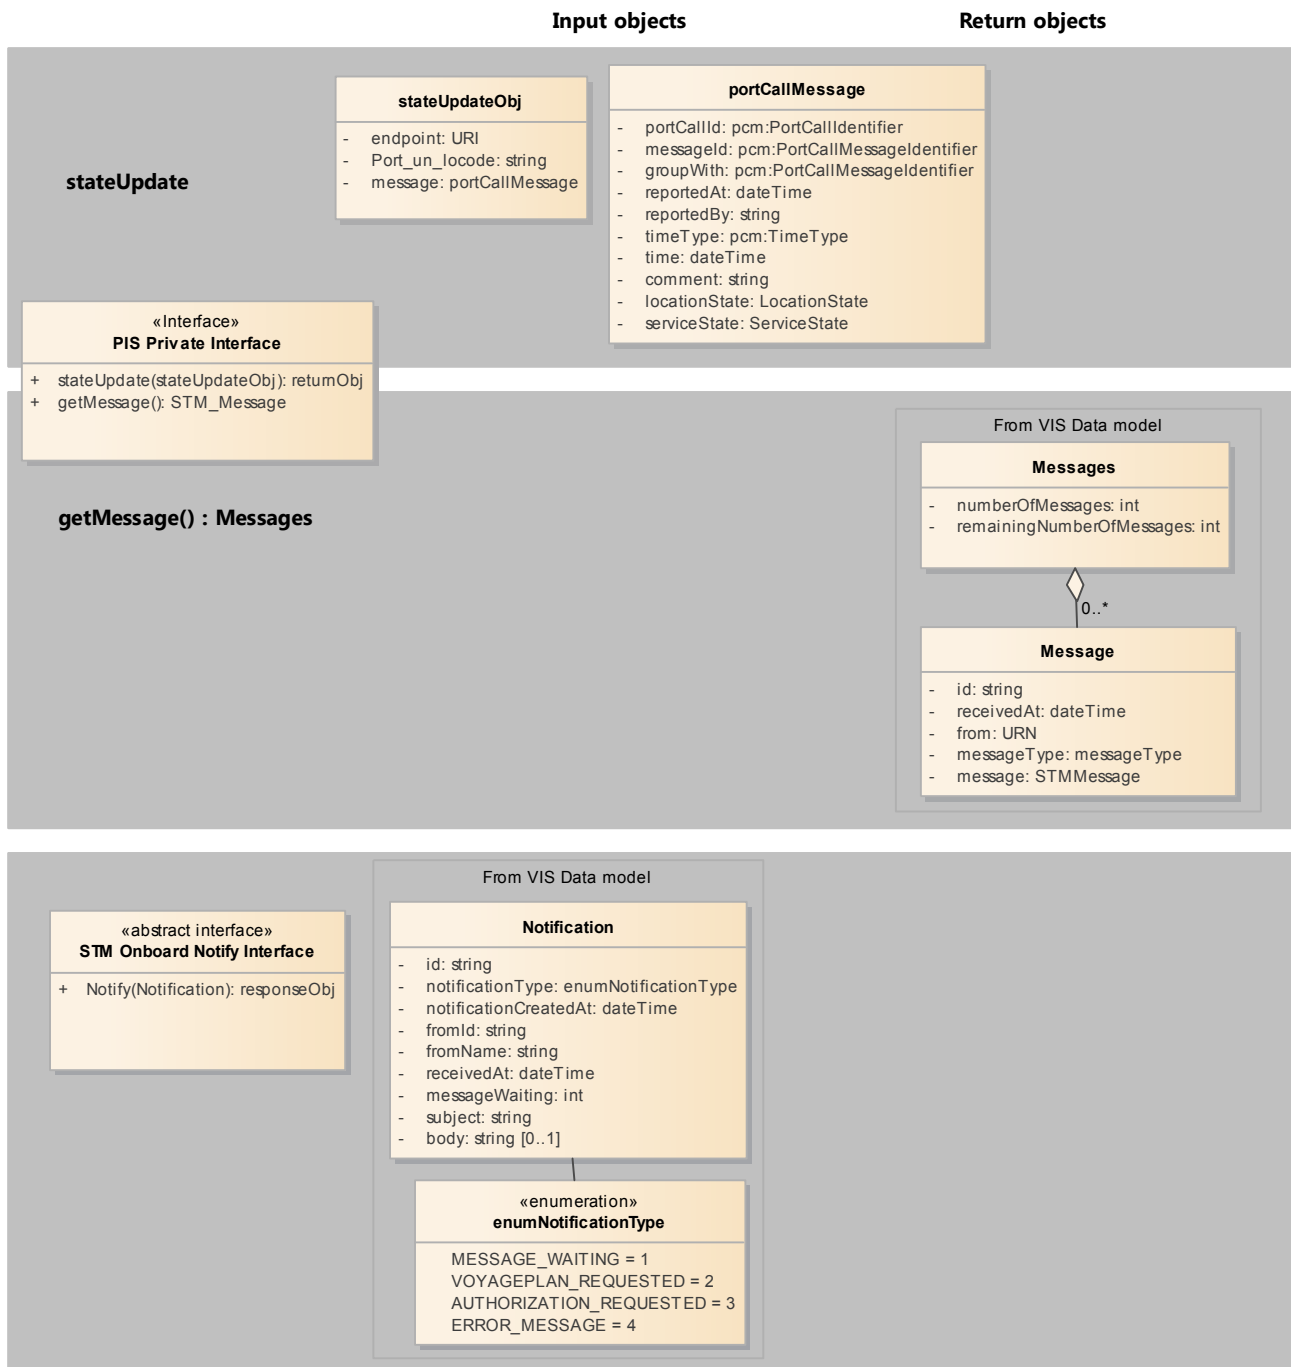 Input objects
Return objects
stateUpdate
stateUpdateObj
- endpoint: URI
- Port_un_locode: string
- message: portCallMessage
portCallMessage
- portCallId: pcm:PortCallIdentifier
- messageId: pcm:PortCallMessageIdentifier
- groupWith: pcm:PortCallMessageIdentifier
- reportedAt: dateTime
- reportedBy: string
- timeType: pcm:TimeType
- time: dateTime
- comment: string
- locationState: LocationState
- serviceState: ServiceState
«Interface»
PIS Private Interface
+ stateUpdate(stateUpdateObj): returnObj
+ getMessage(): STM_Message
getMessage() : Messages
From VIS Data model
Messages
- numberOfMessages: int
- remainingNumberOfMessages: int
0..*
Message
- id: string
- receivedAt: dateTime
- from: URN
- messageType: messageType
- message: STMMessage
«abstract interface»
STM Onboard Notify Interface
+ Notify(Notification): responseObj
From VIS Data model
Notification
- id: string
- notificationType: enumNotificationType
- notificationCreatedAt: dateTime
- fromId: string
- fromName: string
- receivedAt: dateTime
- messageWaiting: int
- subject: string
- body: string [0..1]
«enumeration»
enumNotificationType
MESSAGE_WAITING = 1
VOYAGEPLAN_REQUESTED = 2
AUTHORIZATION_REQUESTED = 3
ERROR_MESSAGE = 4